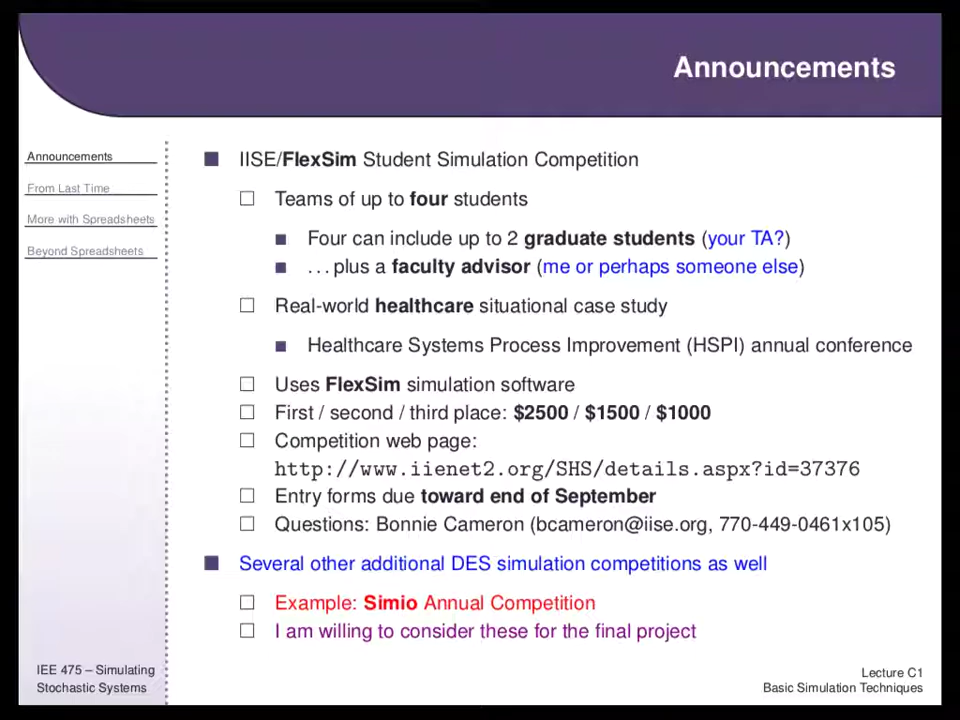 Announcements
Announcements
From Last Time
More with Spreadsheets
Beyond Spreadsheets
IISE/FlexSim Student Simulation Competition
Teams of up to four students
Four can include up to 2 graduate students (your TA?)
...plus a faculty advisor (me or perhaps someone else)
Real-world healthcare situational case study
Healthcare Systems Process Improvement (HSPI) annual conference
Uses FlexSim simulation software
First / second / third place: $2500 / $1500 / $1000
Competition web page:
http://www.iienet2.org/SHS/details.aspx?id=37376
Entry forms due toward end of September
Questions: Bonnie Cameron (bcameron@iise.org, 770-449-0461x105)
Several other additional DES simulation competitions as well
Example: Simio Annual Competition
I am willing to consider these for the final project
IEE 475 – Simulating
Stochastic Systems
Lecture C1
Basic Simulation Techniques